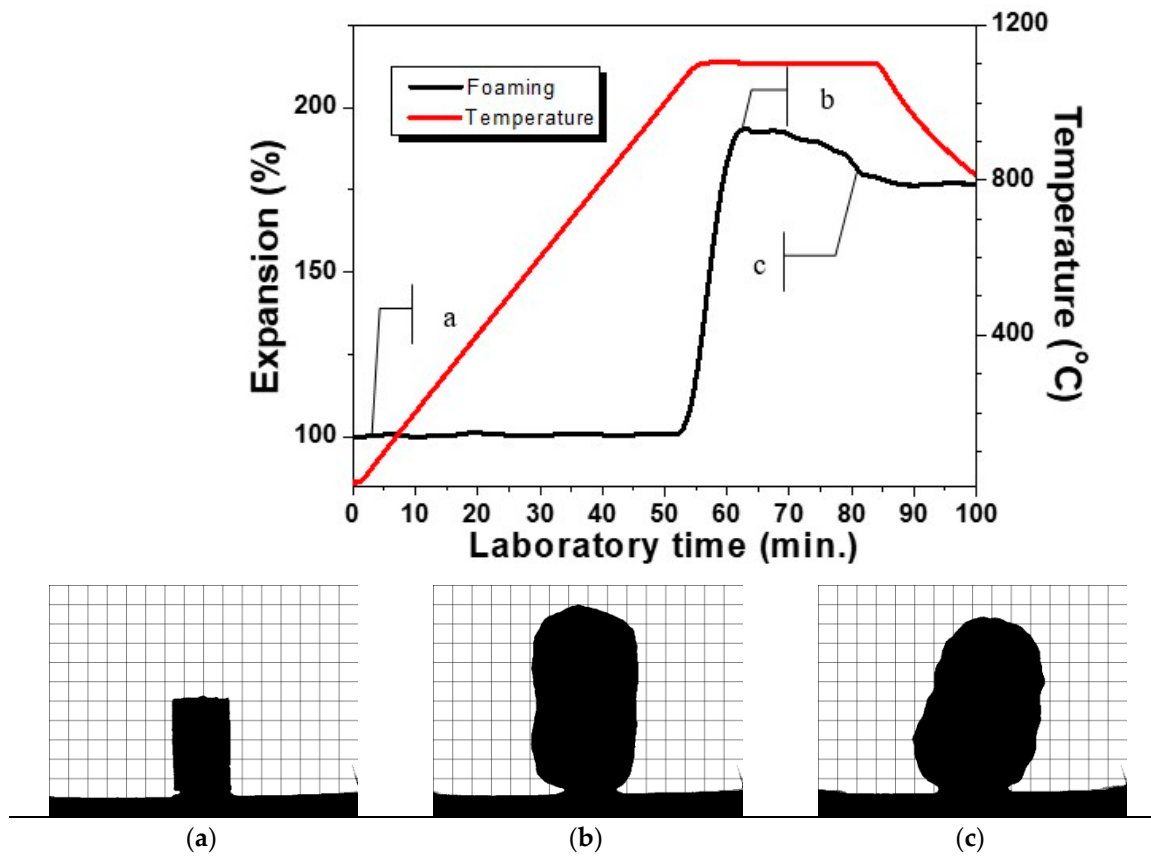 1200
Foaming
Temperature
200
b
800
150
c
a
400
100
0 10 20 30 40 50 60 70 80 90 100
Expansion (%)
Temperature (°C)
Laboratory time (min.)
(a) (b) (c)